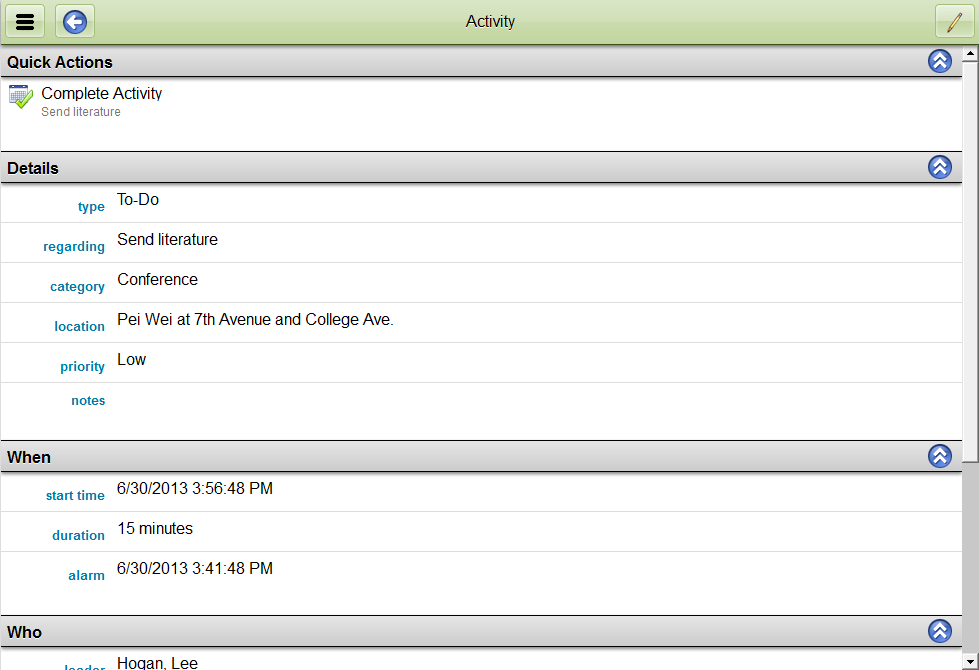 Activity
Quick Actions
Complete Activity
Send literature
Details
type To-Do
regarding Send literature
category Conference
location Pei Wei at 7th Avenue and College Ave.
priority Low
notes
When
start time 6/30/2013 3:56:48 PM
duration 15 minutes
alarm 6/30/2013 3:41:48 PM
Who
leader Hogan, Lee